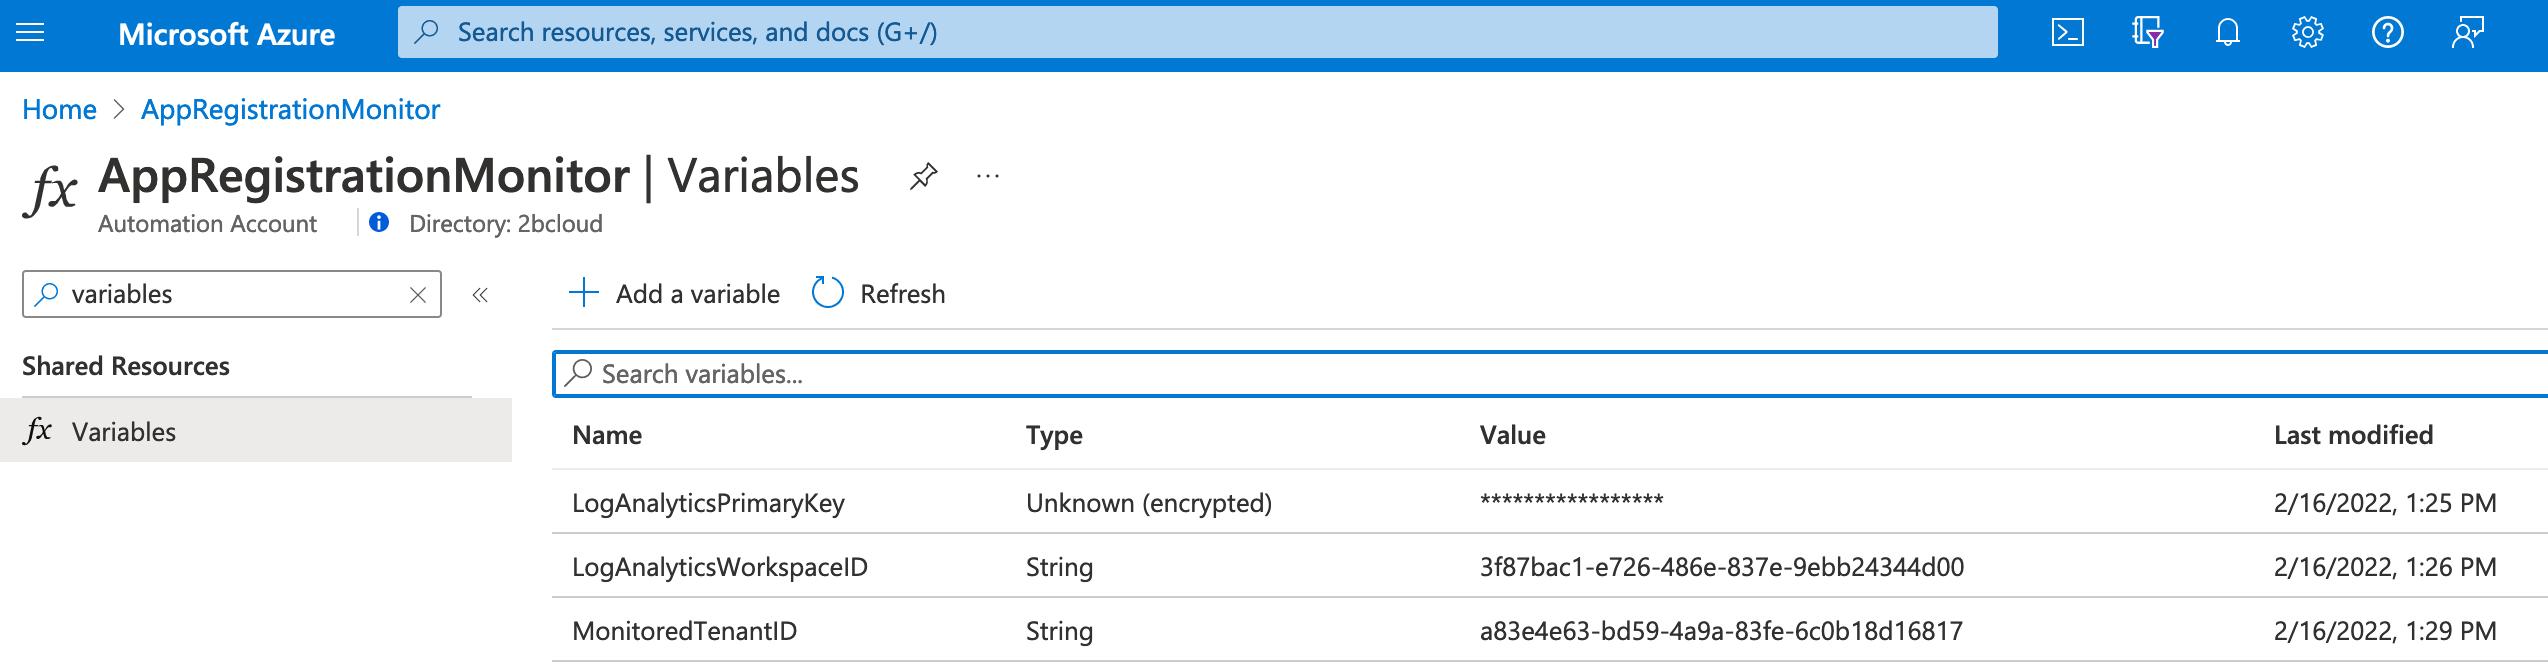 Microsoft Azure
Search resources, services, and docs (G+/)
Home > AppRegistrationMonitor
fx AppRegistrationMonitor | Variables ...
Automation Account
Directory: 2bcloud
variables
«
Add a variable
Refresh
Shared Resources
Search variables...
fx Variables
Name Type Value Last modified
LogAnalyticsPrimaryKey Unknown (encrypted) ***************** 2/16/2022, 1:25 PM
LogAnalyticsWorkspaceID String 3f87bac1-e726-486e-837e-9ebb24344d00 2/16/2022, 1:26 PM
MonitoredTenantID String a83e4e63-bd59-4a9a-83fe-6c0b18d16817 2/16/2022, 1:29 PM